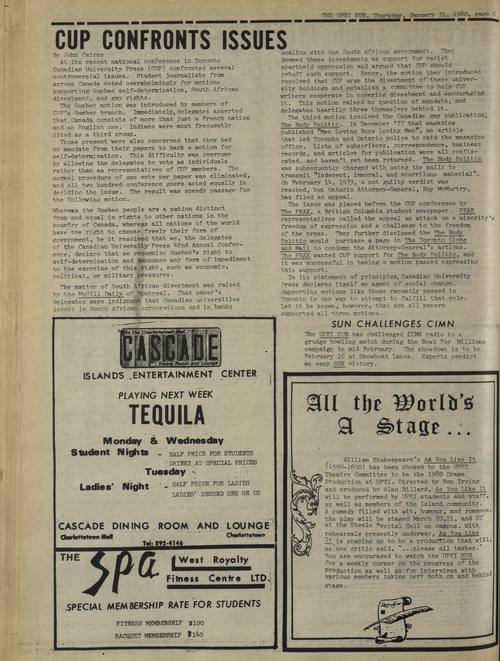 THE UPEI SUN, Thursday, January 31, 1980, page 6
CUP CONFRONTS ISSUES
By John Cairns
At its recent national conference in Toronto
Canadian University Press (CUP) confronted several
controversial issues. Student journalists from
across Canada voted overwhelmingly for motions
supporting Quebec self-determination, South African
divestment, and gay rights.
The Quebec motion was introduced by members of
CUP's Quebec branch. Immediately, delegates asserted
that Canada consists of more than just a French nation
and an English one. Indians were most frequently
cited as a third group.
Those present were also concerned that they had
no mandate from their papers to back a motion for
self-determination. This difficulty was overcome
by allowing the delegates to vote as individuals
rather than as representatives of CUP members. The
normal procedure of one vote per paper was eliminated,
and all two hundred conference goers acted equally in
deciding the issue. The result was speedy passage for
the following motion.
Whereas the Quebec people are a nation distinct
from and equal in rights to other nations in the
country of Canada, whereas all nations of the world
have the right to choose freely their form of
government, be it resolved that we, the delegates
of the Canadian University Press 42nd Annual Confer-
ence, declare that we recognize Quebec's right to
self-determination and denounce any form of impediment
to the exercise of this right, such as economic,
political, or military pressure.
The matter of South African divestment was raised
by the McGill Daily of Montreal. That paper's
delegates were indignant that Canadian universities
invest in South African corporations and in banks
dealing with the South African government. They
deemed these investments as support for racist
apartheid oppression and argued that CUP should
rebuff such support. Hence, the motion they introduced
resolved that CUP urge the divestment of these univer-
sity holdings and establish a committee to help CUP
writers cooperate in covering divestment and encouraging
it. This motion raised no question of mandate, and
delegates heartily threw themselves behind it.
The third motion involved the Canadian gay publication,
The Body Politic. In December '77 that magazine
published "Men Loving Boys Loving Men", an article
that led Toronto and Ontario police to raid the magazine
office. Lists of subscribers, correspondence, business
records, and articles for publication were all confis-
cated, and haven't yet been returned. The Body Politic
was subsequently charged with using the mails to
transmit "indecent, immoral, and scurrilous material".
On February 14, 1979, a not guilty verdict was
reached, but Ontario Attorney-General, Roy McMurtry,
has filed an appeal.
The issue was placed before the CUP conference by
The PEAK, a British Columbia student newspaper. PEAK
representatives called the appeal an attack on a minority's
freedom of expression and a challenge to the freedom
of the press. They further disclosed the The Body
Politic would purchase a page in The Toronto Globe
and Mail to condemn the Attorney-General's actions.
The PEAK wanted CUP support for The Body Politic, and
it was successful in having a motion passed expressing
this support.
In its statement of principles, Canadian University
Press declares itself an agent of social change.
Supporting motions like those recently passed in
Toronto is one way to attempt to fulfill that role.
Let it be known, however, that not all papers
supported all three motions.
SUN CHALLENGES CIMN
The UPEI SUN has challenged CIMN radio to a
grudge bowling match during the Bowl For Millions
campaign in mid February. The showdown is to be
February 16 at Showboat Lanes. Experts predict
an easy SUN victory.
In The Charlottetown Mall
CASCADE
Dining Room and Lounge
ISLANDS ENTERTAINMENT CENTER
PLAYING NEXT WEEK
TEQUILA
Monday & Wednesday
Student Nights - HALF PRICE FOR STUDENTS
DRINKS AT SPECIAL PRICES
Tuesday
Ladies' Night - HALF PRICE FOR LADIES
LADIES' SECOND ONE ON US
CASCADE DINING ROOM AND LOUNGE
Charlottetown Mall Charlottetown
Tel: 892-4146
THE Spa
West Royalty
Fitness Centre LTD.
SPECIAL MEMBERSHIP RATE FOR STUDENTS
FITNESS MEMBERSHIP $100
RACQUET MEMBERSHIP $140
All the World's
A Stage...
William Shakespeare's As You Like It
(1599-1600) has been chosen by the UPEI
Theatre Committee to be the 1980 Drama
Production at UPEI. Directed by Ron Irving
and produced by Alan Dillard, As You Like It
will be performed by UPEI students and staff,
as well as members of the Island community.
A comedy filled with wit, humour, and romance,
the play will be staged March 20, 21, and 22
at the Steele Recital Hall on campus. With
rehearsals presently underway, As You Like
It is shaping up to be a production that will,
as one critic said, "...please all tastes."
You are encouraged to watch the UPEI SUN
for a weekly corner on the progress of the
production as well as for interviews with
various members taking part both on and behind
stage.